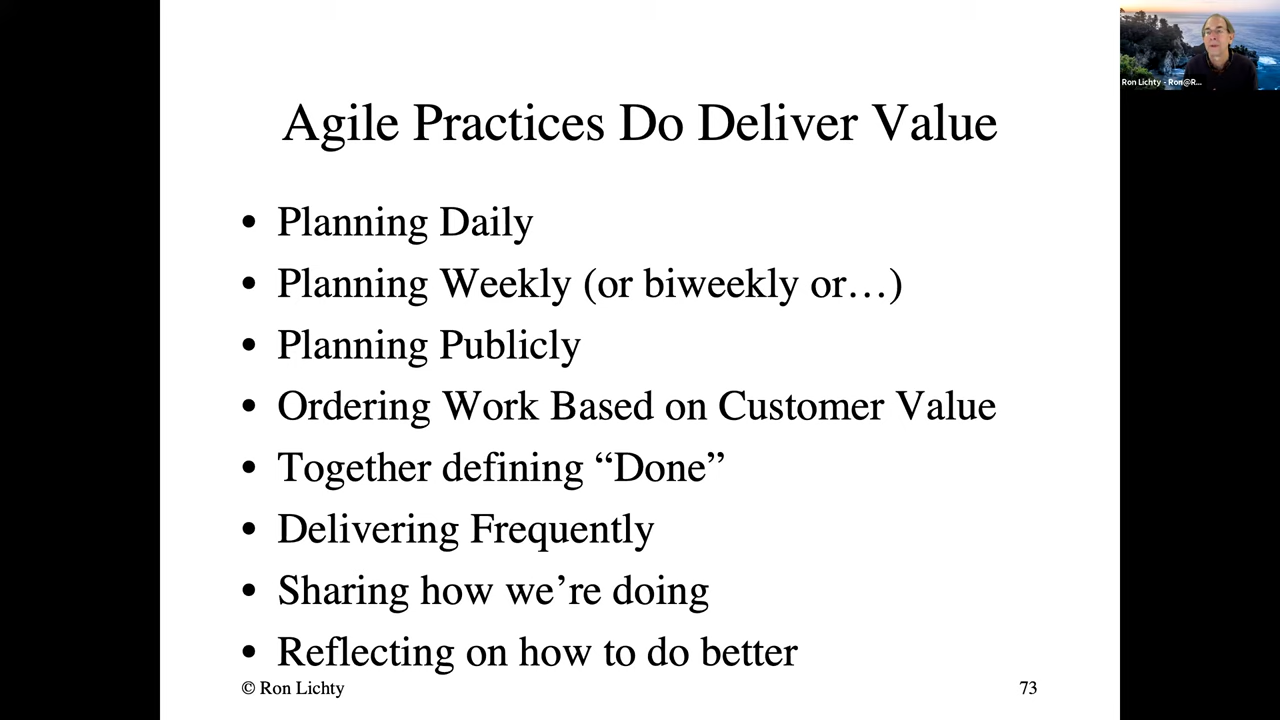 Ron Lichty - Ron@R...
Agile Practices Do Deliver Value
• Planning Daily
• Planning Weekly (or biweekly or…)
• Planning Publicly
• Ordering Work Based on Customer Value
• Together defining “Done”
• Delivering Frequently
• Sharing how we’re doing
• Reflecting on how to do better
© Ron Lichty
73